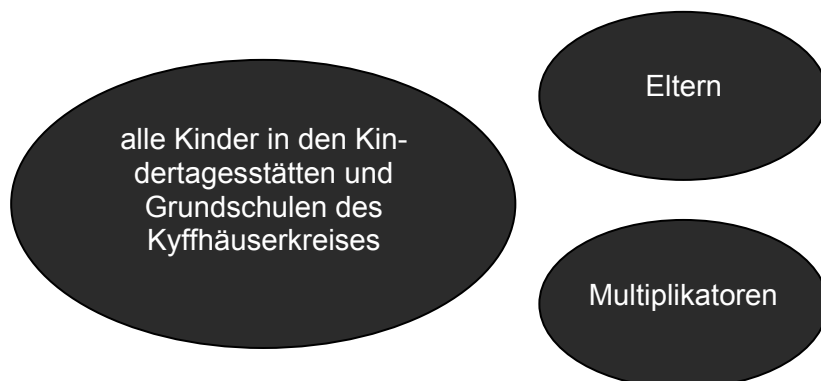 alle Kinder in den Kin-
dertagesstätten und
Grundschulen des
Kyffhäuserkreises
Eltern
Multiplikatoren